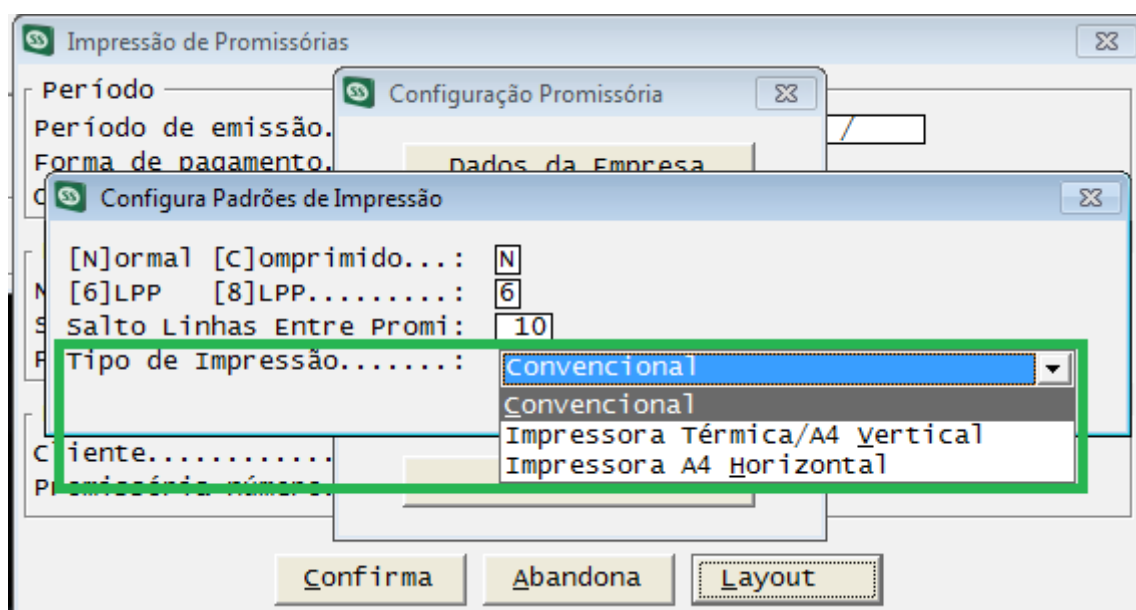 Impressão de Promissórias
Período
Configuração Promissória
Período de emissão.
/
Forma de pagamento.
Dados da Empresa
Configura Padrões de Impressão
[N]ormal [C]omprimido...: N
[6]LPP [8]LPP.........: 6
Salto Linhas Entre Promi: 10
Tipo de Impressão.......: Convencional
Convencional
Impressora Térmica/A4 Vertical
Impressora A4 Horizontal
Cliente............
Promissória número.
Confirma Abandona Layout